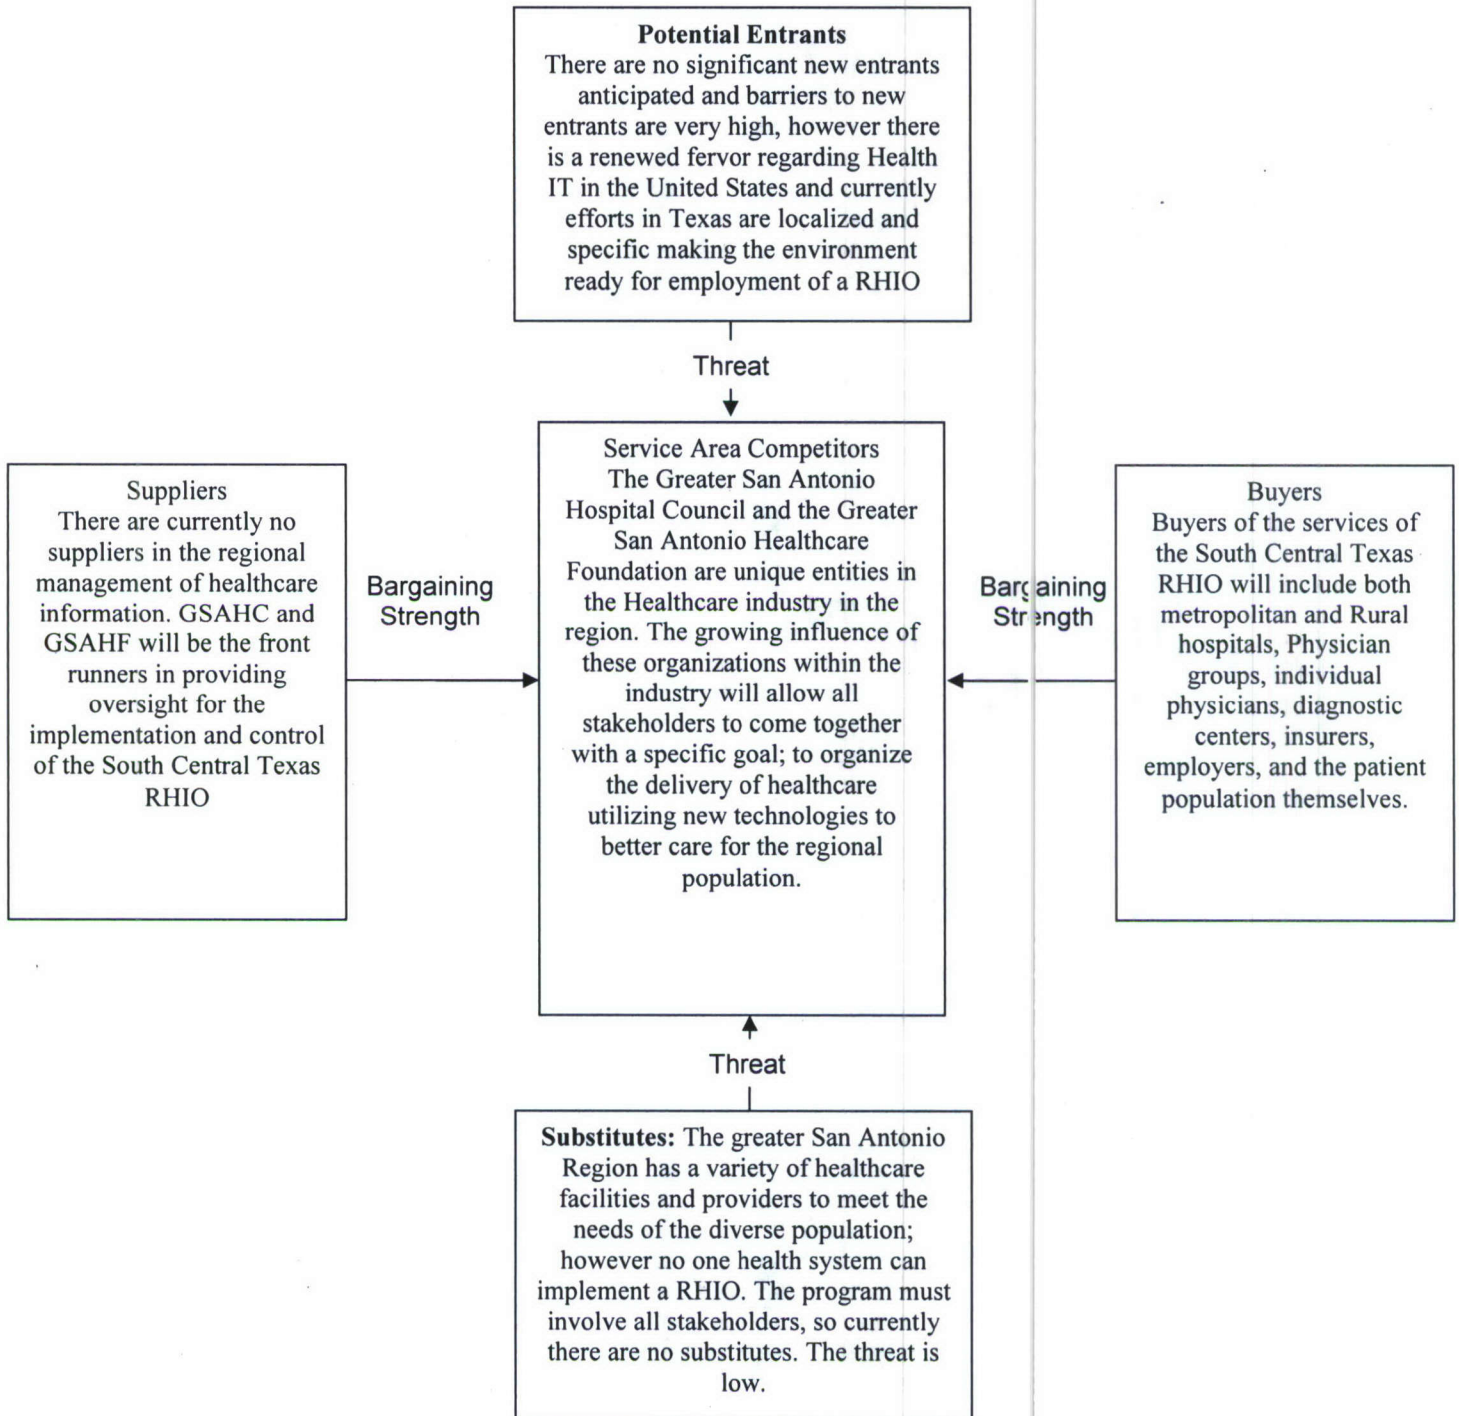 Potential Entrants
There are no significant new entrants
anticipated and barriers to new
entrants are very high, however there
is a renewed fervor regarding Health
IT in the United States and currently
efforts in Texas are localized and
specific making the environment
ready for employment of a RHIO
Threat
Suppliers
There are currently no
suppliers in the regional
management of healthcare
information. GSAHC and
GSAHF will be the front
runners in providing
oversight for the
implementation and control
of the South Central Texas
RHIO
Bargaining
Strength
Service Area Competitors
The Greater San Antonio
Hospital Council and the Greater
San Antonio Healthcare
Foundation are unique entities in
the Healthcare industry in the
region. The growing influence of
these organizations within the
industry will allow all
stakeholders to come together
with a specific goal; to organize
the delivery of healthcare
utilizing new technologies to
better care for the regional
population.
Bargaining
Strength
Buyers
Buyers of the services of
the South Central Texas
RHIO will include both
metropolitan and Rural
hospitals, Physician
groups, individual
physicians, diagnostic
centers, insurers,
employers, and the patient
population themselves.
Threat
Substitutes: The greater San Antonio
Region has a variety of healthcare
facilities and providers to meet the
needs of the diverse population;
however no one health system can
implement a RHIO. The program must
involve all stakeholders, so currently
there are no substitutes. The threat is
low.